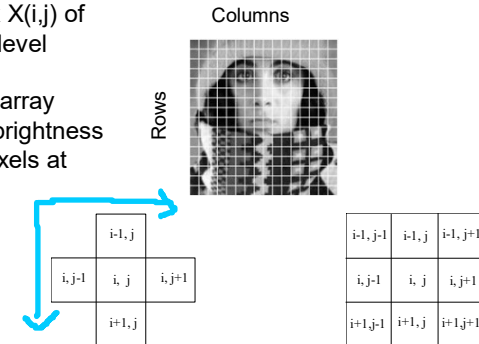 X(i,j) of
level
array
brightness
xels at
Columns
Rows
i-1, j
i, j-1 i, j i, j+1
i+1, j
i-1, j-1 i-1, j i-1, j+1
i, j-1 i, j i, j+1
i+1,j-1 i+1, j i+1,j+1